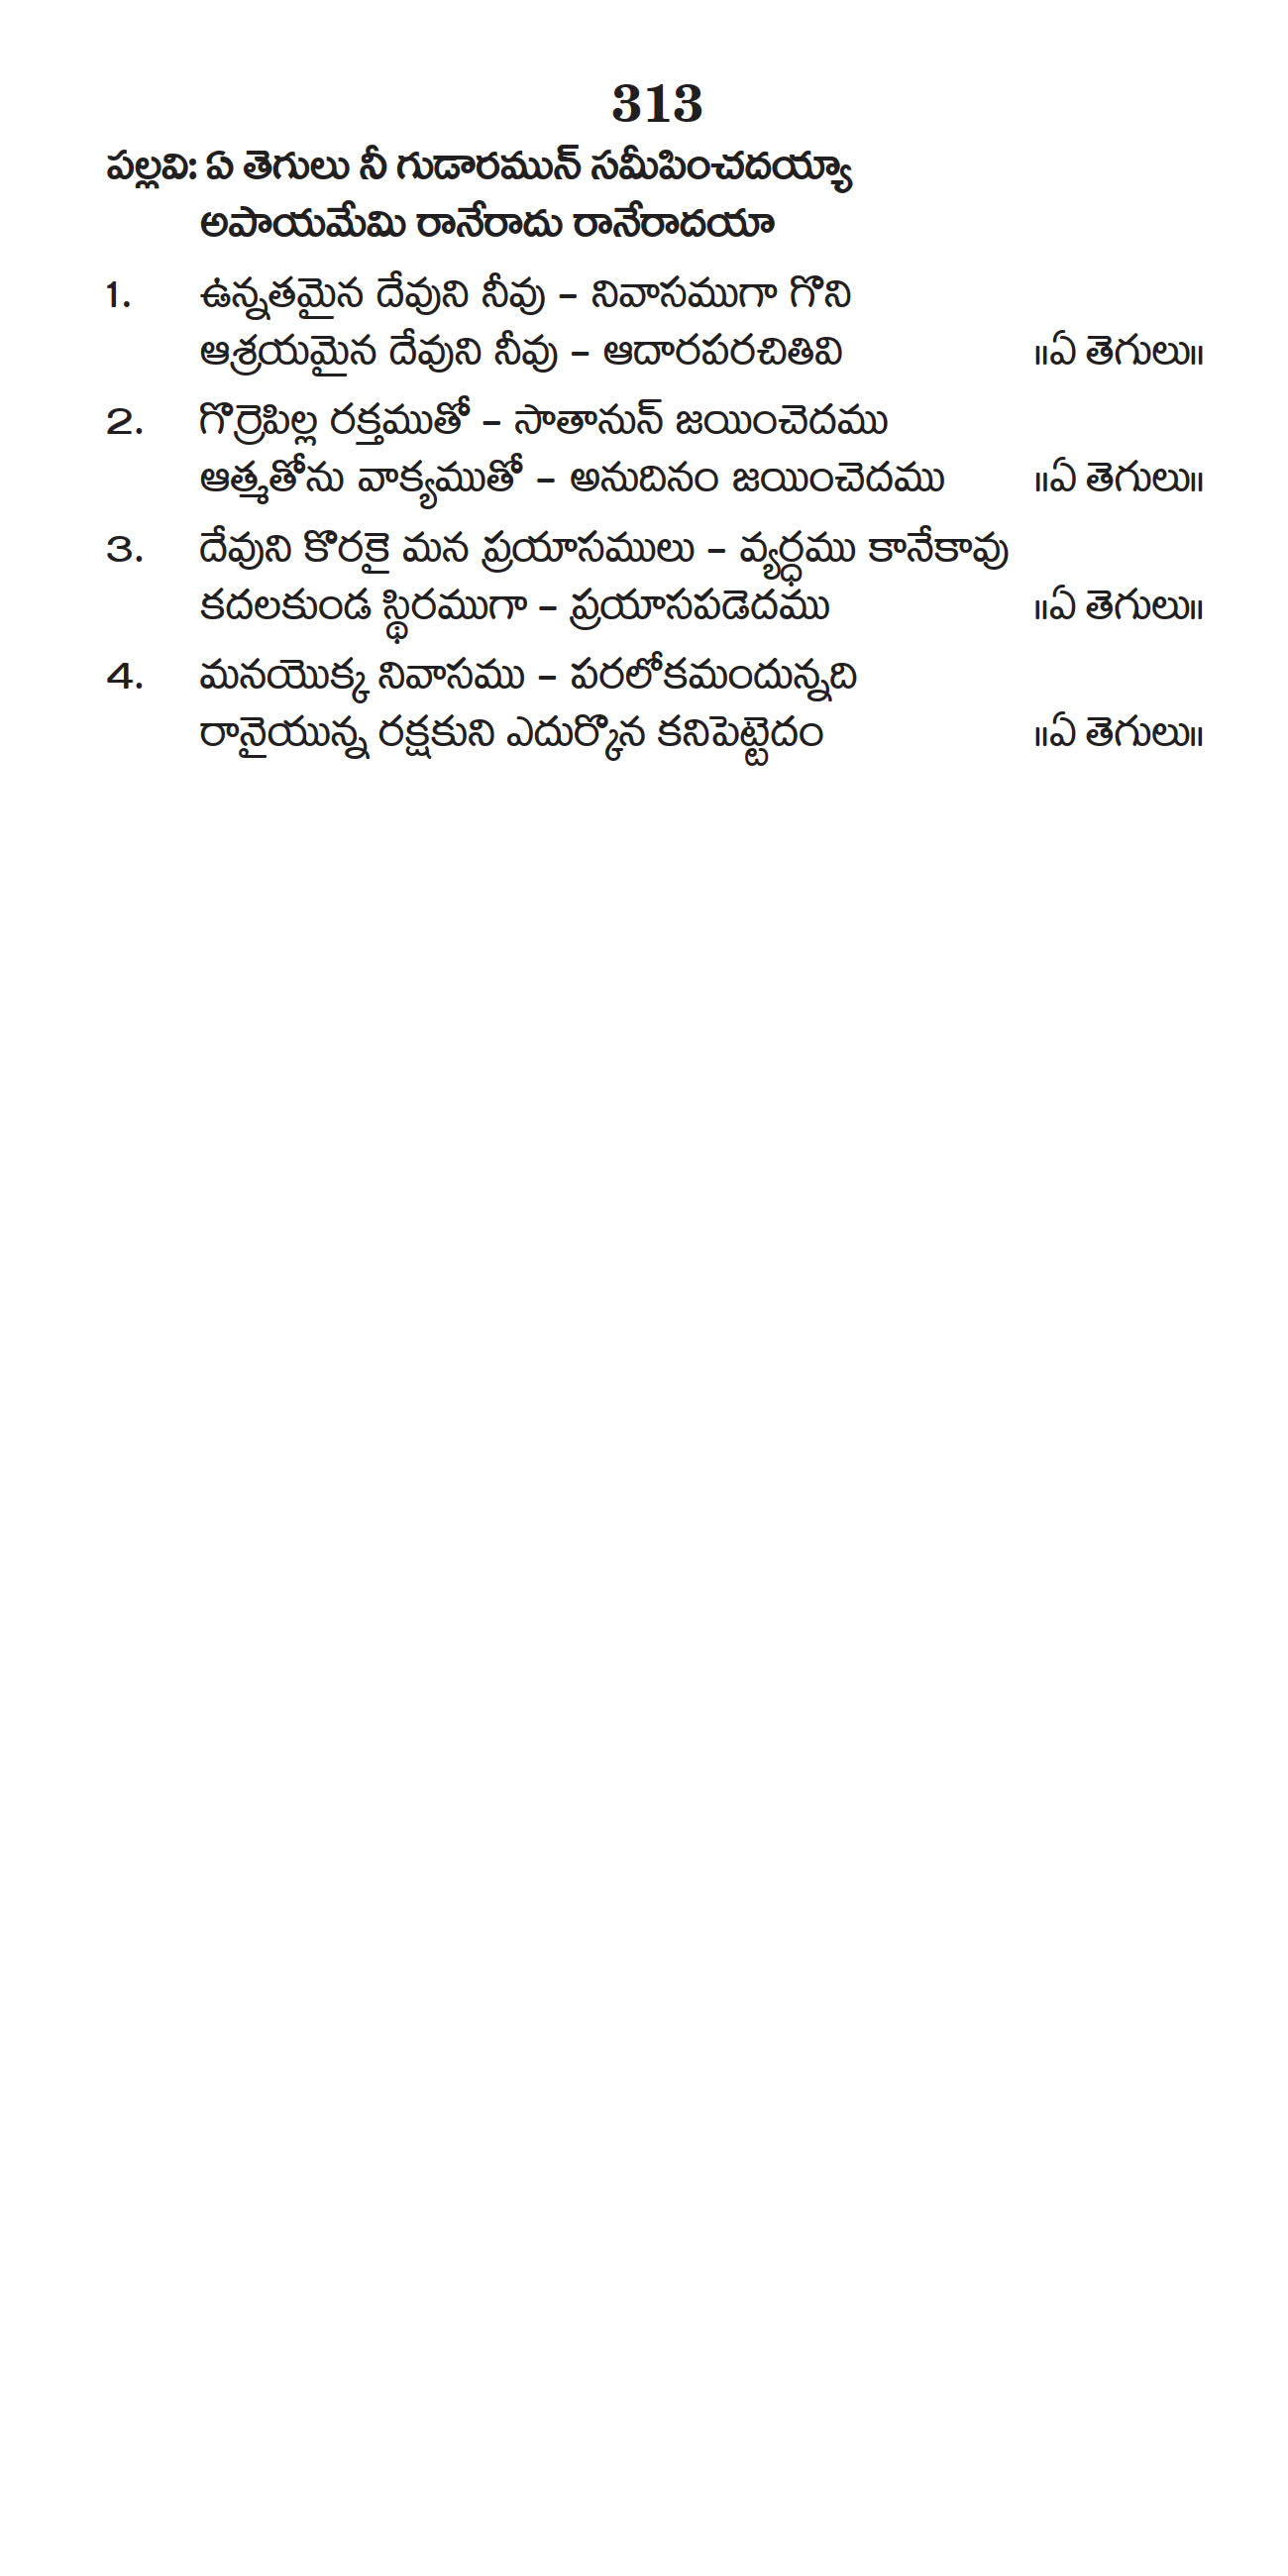 313
పల్లవి: ఏ తెగులు నీ గుడారమున్ సమీపించదయ్యా
అపాయమేమి రానేరాదు రానేరాదయా
1. ఉన్నతమైన దేవుని నీవు – నివాసముగా గొని
ఆశ్రయమైన దేవుని నీవు – ఆదారపరచితివి ॥ఏ తెగులు॥
2. గొర్రెపిల్ల రక్తముతో – సాతానున్ జయించెదము
ఆత్మతోను వాక్యముతో – అనుదినం జయించెదము ॥ఏ తెగులు॥
3. దేవుని కొరకై మన ప్రయాసములు – వ్యర్ధము కానేకావు
కదలకుండ స్థిరముగా – ప్రయాసపడెదము ॥ఏ తెగులు॥
4. మనయొక్క నివాసము – పరలోకమందున్నది
రానైయున్న రక్షకుని ఎదుర్కొన కనిపెట్టెదం ॥ఏ తెగులు॥